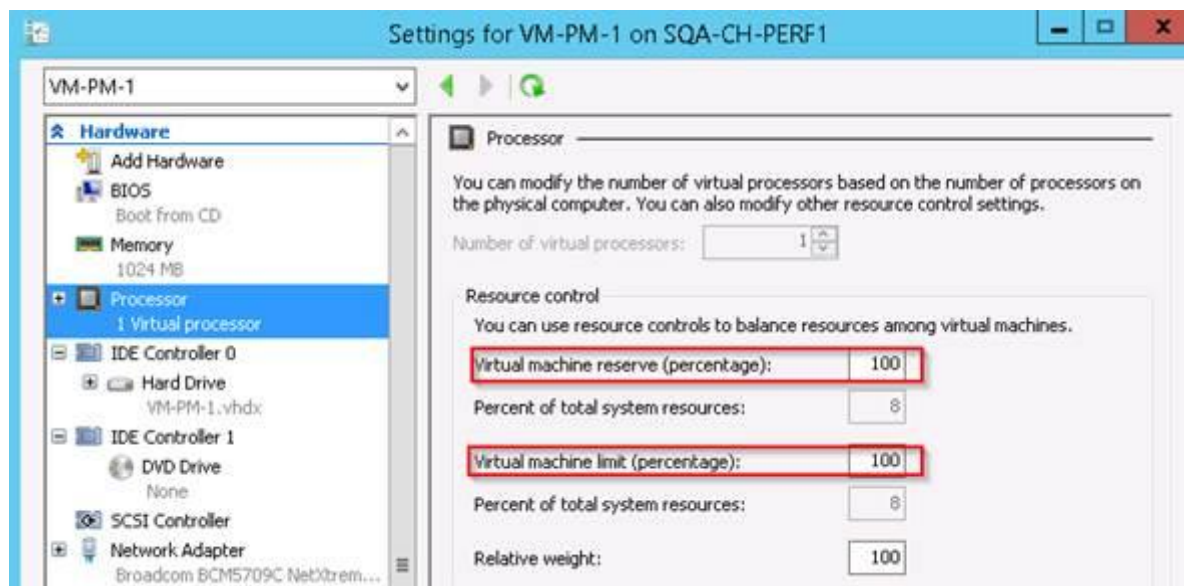 Settings for VM-PM-1 on SQA-CH-PERF1
VM-PM-1
Hardware
Add Hardware
BIOS
Boot from CD
Memory
1024 MB
Processor
1 Virtual processor
IDE Controller 0
Hard Drive
VM-PM-1.vhdx
IDE Controller 1
DVD Drive
None
SCSI Controller
Network Adapter
Broadcom BCM5709C NetXtrem...
Processor
You can modify the number of virtual processors based on the number of processors on
the physical computer. You can also modify other resource control settings.
Number of virtual processors: 1
Resource control
You can use resource controls to balance resources among virtual machines.
Virtual machine reserve (percentage): 100
Percent of total system resources: 8
Virtual machine limit (percentage): 100
Percent of total system resources: 8
Relative weight: 100